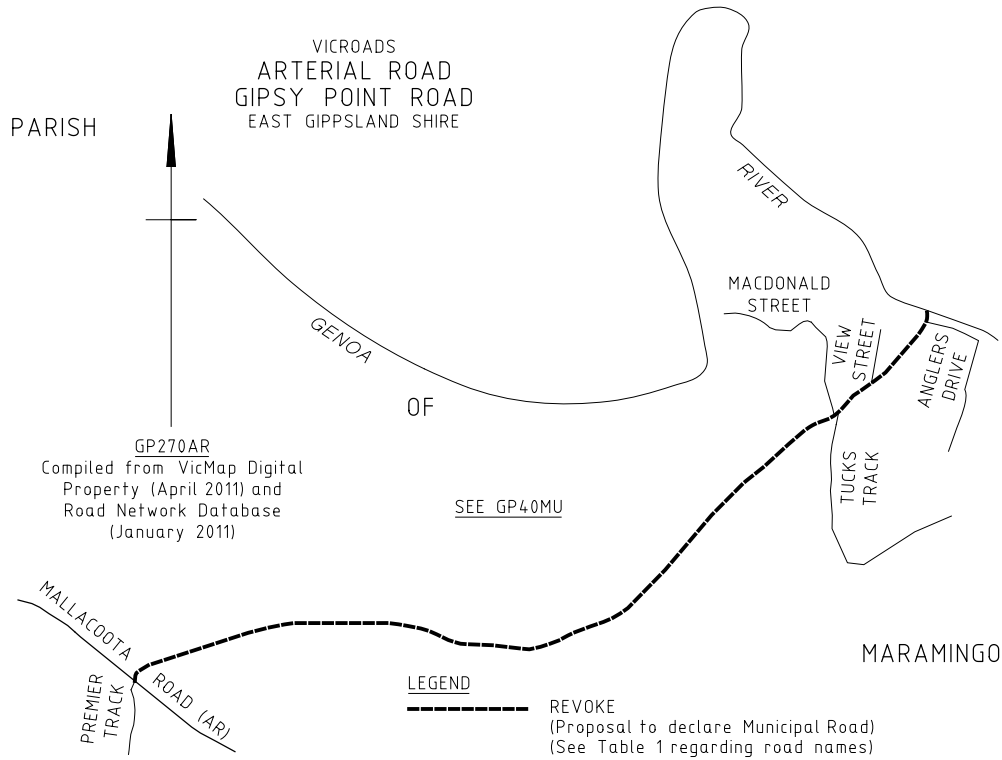 VICROADS
ARTERIAL ROAD
GIPSY POINT ROAD
EAST GIPPSLAND SHIRE
PARISH
RIVER
MACDONALD
STREET
GENOA
VIEW
STREET
ANGLERS
DRIVE
OF
GP270AR
Compiled from VicMap Digital
Property (April 2011) and
Road Network Database
(January 2011)
TUCKS
TRACK
SEE GP40MU
MALLACOOTA
ROAD (AR)
PREMIER
TRACK
MARAMINGO
LEGEND
REVOKE
(Proposal to declare Municipal Road)
(See Table 1 regarding road names)